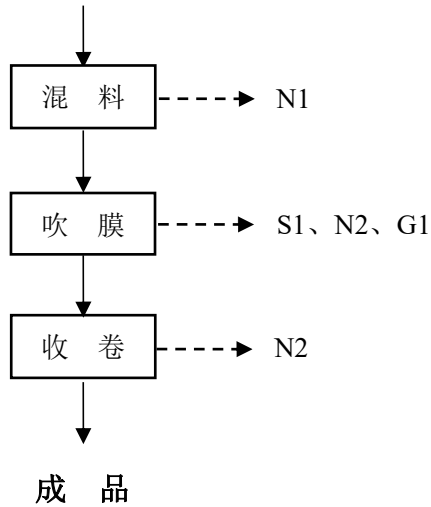 混 料 N1
吹 膜 S1、N2、G1
收 卷 N2
成 品